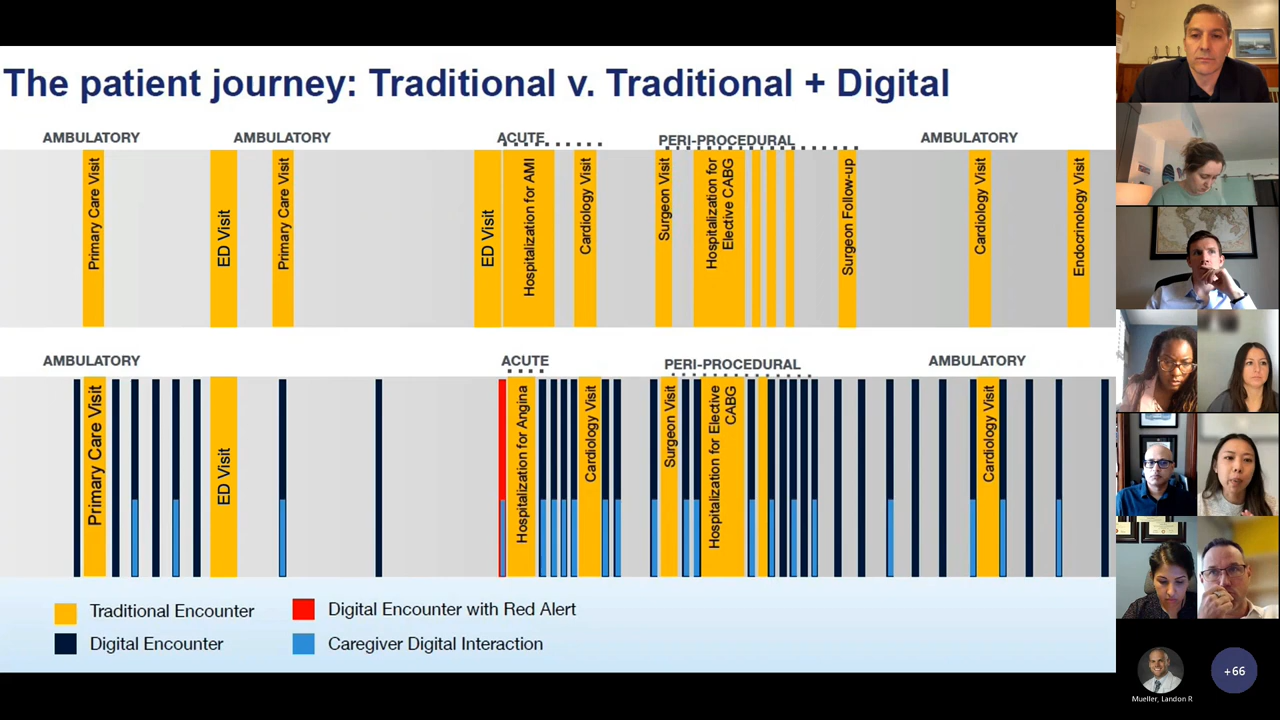 The patient journey: Traditional v. Traditional + Digital
AMBULATORY
AMBULATORY
ACUTE
PERI-PROCEDURAL
AMBULATORY
Primary Care Visit
ED Visit
Primary Care Visit
ED Visit
Hospitalization for AMI
Cardiology Visit
Surgeon Visit
Hospitalization for
Elective CABG
Surgeon Follow-up
Cardiology Visit
Endocrinology Visit
AMBULATORY
ACUTE
PERI-PROCEDURAL
AMBULATORY
Primary Care Visit
ED Visit
Hospitalization for Angina
Cardiology Visit
Surgeon Visit
Hospitalization for Elective
CABG
Cardiology Visit
Traditional Encounter
Digital Encounter with Red Alert
Digital Encounter
Caregiver Digital Interaction
Mueller, Landon R
+66